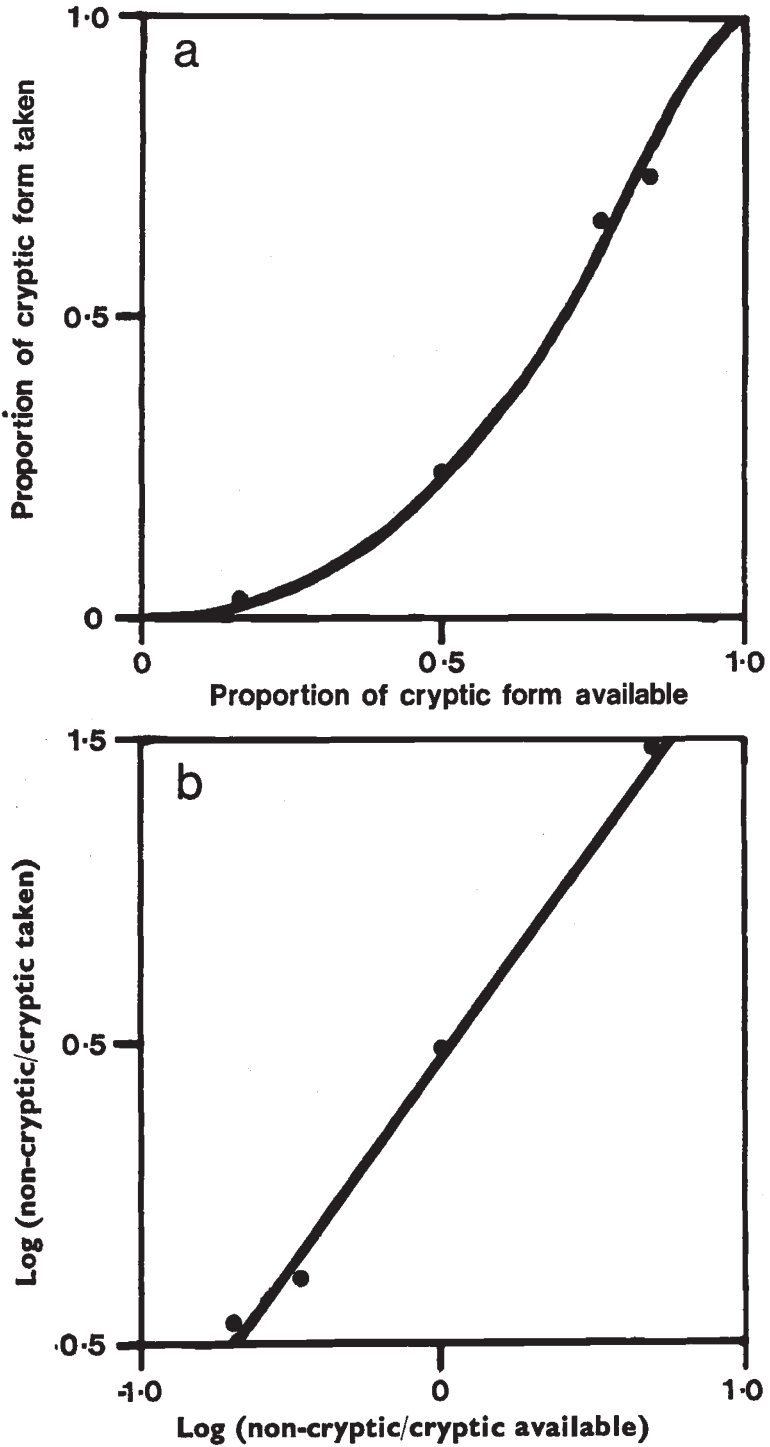 1·0
a
Proportion of cryptic form taken
0·5
0
0
0·5
1·0
Proportion of cryptic form available
1·5
b
Log (non-cryptic/cryptic taken)
0·5
·0·5
-1·0
0
1·0
Log (non-cryptic/cryptic available)